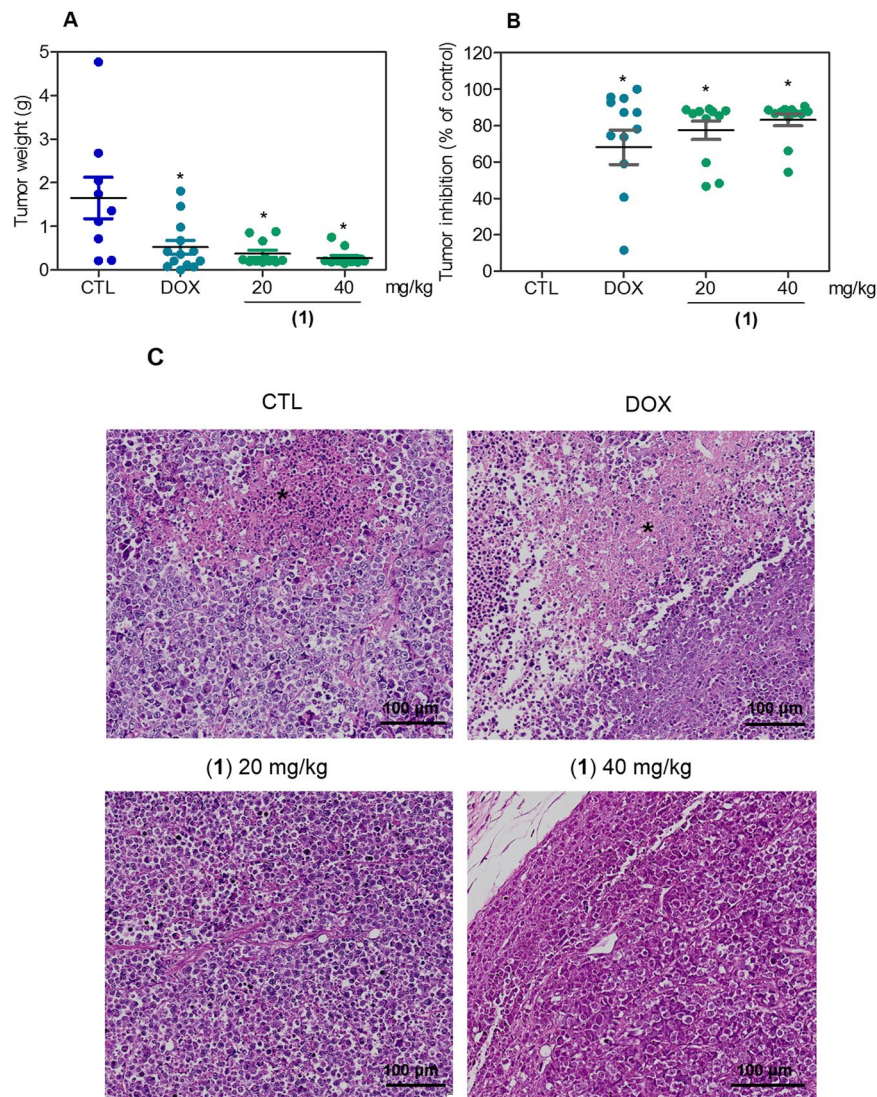 A
Tumor weight (g)
5
4
3
2
1
0
*
*
*
CTL
DOX
20
40
mg/kg
(1)
B
Tumor inhibition (% of control)
120
100
80
60
40
20
0
*
*
*
CTL
DOX
20
40
mg/kg
(1)
C
CTL
DOX
*
100 µm
*
100 µm
(1) 20 mg/kg
(1) 40 mg/kg
100 µm
100 µm